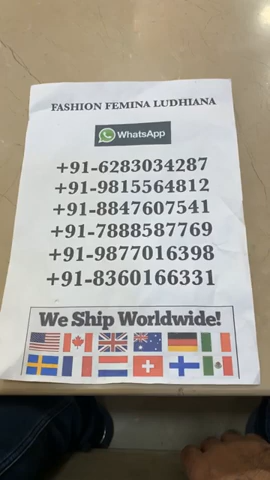 FASHION FEMINA LUDHIANA
WhatsApp
+91-6283034287
+91-9815564812
+91-8847607541
+91-7888587769
+91-9877016398
+91-8360166331
We Ship Worldwide!